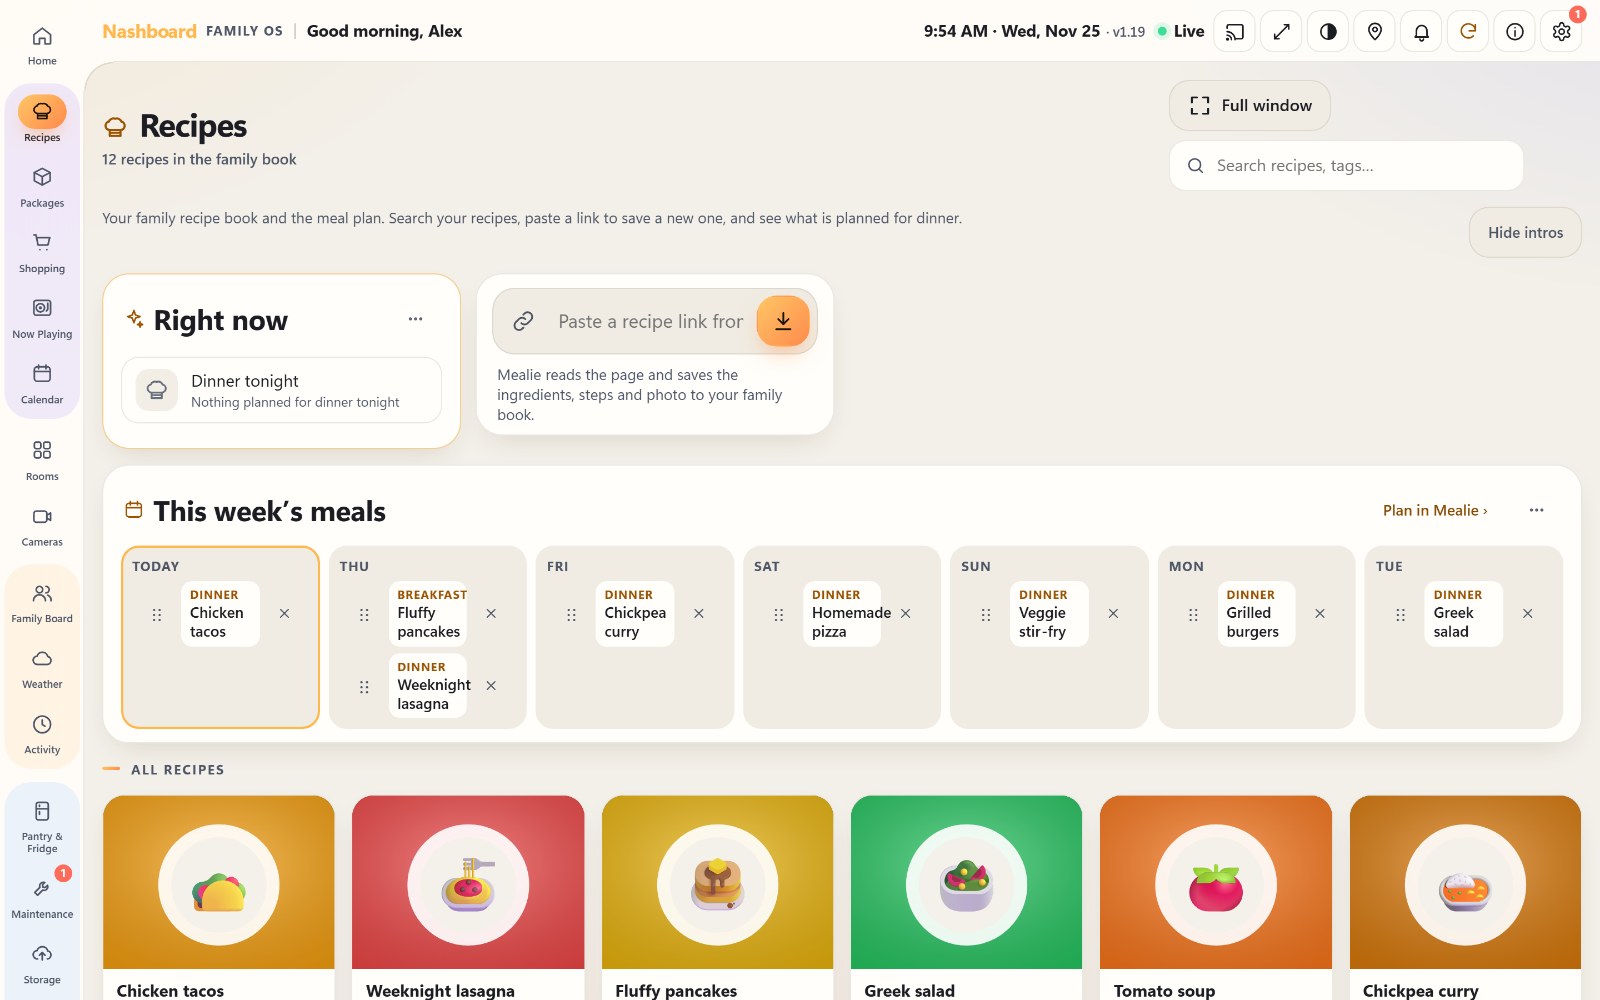 Nashboard FAMILY OS Good morning, Alex
9:54 AM · Wed, Nov 25 · v1.19 Live
1
Home
Recipes
Packages
Shopping
Now Playing
Calendar
Rooms
Cameras
Family Board
Weather
Activity
Pantry &
Fridge
1
Maintenance
Storage
Recipes
12 recipes in the family book
Full window
Search recipes, tags...
Your family recipe book and the meal plan. Search your recipes, paste a link to save a new one, and see what is planned for dinner.
Hide intros
Right now
Dinner tonight
Nothing planned for dinner tonight
Paste a recipe link fror
Mealie reads the page and saves the
ingredients, steps and photo to your family
book.
This week's meals
Plan in Mealie ›
TODAY
DINNER
Chicken
tacos
THU
BREAKFAST
Fluffy
pancakes
DINNER
Weeknight
lasagna
FRI
DINNER
Chickpea
curry
SAT
DINNER
Homemade
pizza
SUN
DINNER
Veggie
stir-fry
MON
DINNER
Grilled
burgers
TUE
DINNER
Greek
salad
ALL RECIPES
Chicken tacos
Weeknight lasagna
Fluffy pancakes
Greek salad
Tomato soup
Chickpea curry